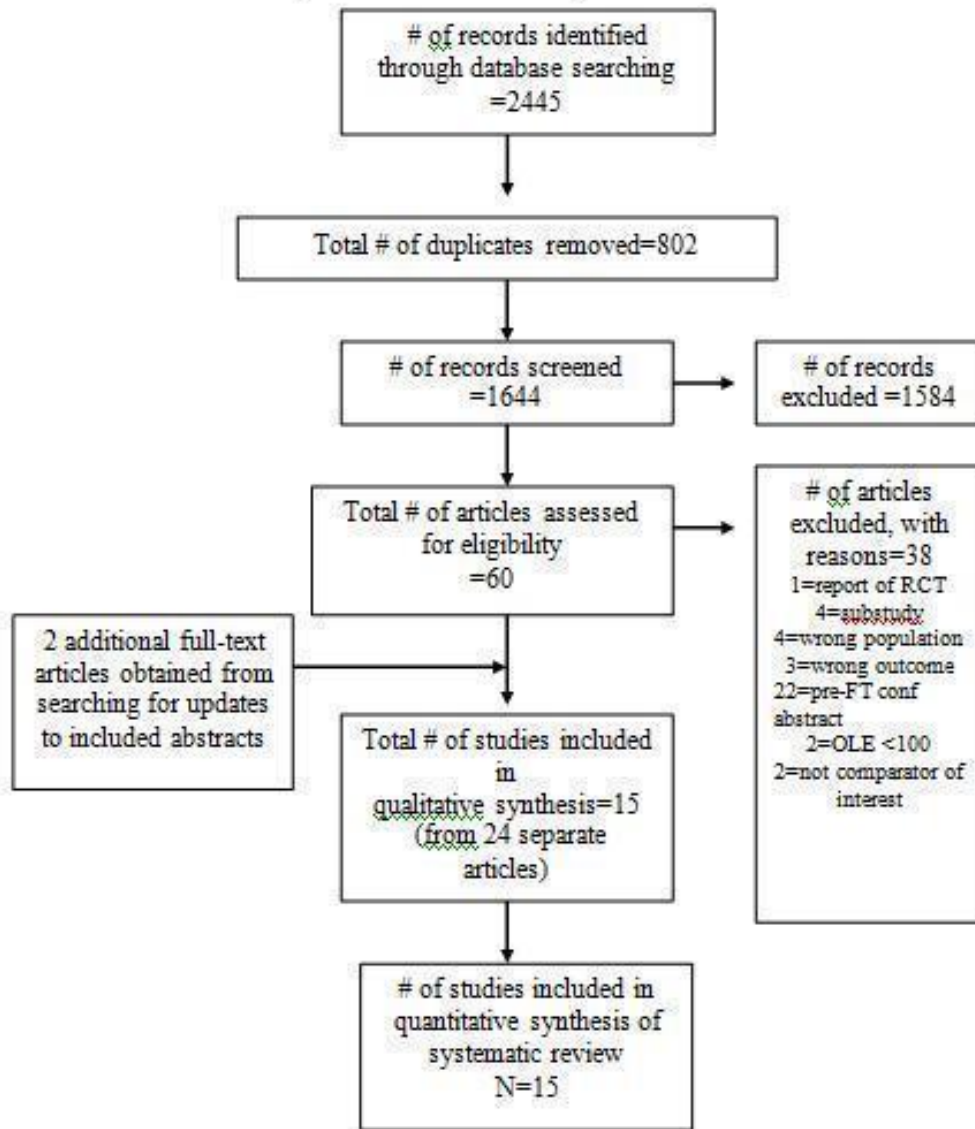 # of records identified
through database searching
=2445
Total # of duplicates removed=802
# of records screened
=1644
# of records
excluded =1584
Total # of articles assessed
for eligibility
=60
# of articles
excluded, with
reasons=38
1=report of RCT
4=substudy
4=wrong population
3=wrong outcome
22=pre-FT conf
abstract
2=OLE <100
2=not comparator of
interest
2 additional full-text
articles obtained from
searching for updates
to included abstracts
Total # of studies included
in
qualitative synthesis=15
(from 24 separate
articles)
# of studies included in
quantitative synthesis of
systematic review
N=15